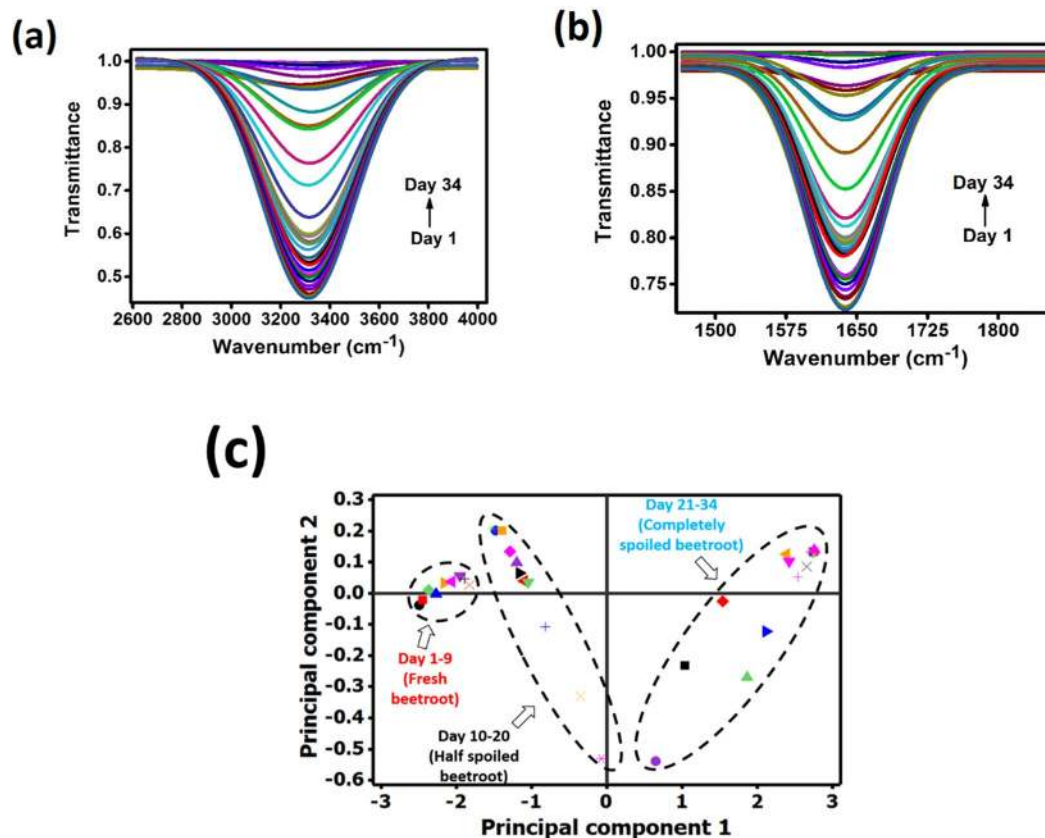 (a)
1.0
0.9
0.8
0.7
0.6
0.5
Transmittance
Day 34
Day 1
2600 2800 3000 3200 3400 3600 3800 4000
Wavenumber (cm⁻¹)
(b)
1.00
0.95
0.90
0.85
0.80
0.75
Transmittance
Day 34
Day 1
1500 1575 1650 1725 1800
Wavenumber (cm⁻¹)
(c)
0.3
0.2
0.1
0.0
-0.1
-0.2
-0.3
-0.4
-0.5
-0.6
Principal component 2
Day 21-34
(Completely
spoiled beetroot)
Day 1-9
(Fresh
beetroot)
Day 10-20
(Half spoiled
beetroot)
-3 -2 -1 0 1 2 3
Principal component 1